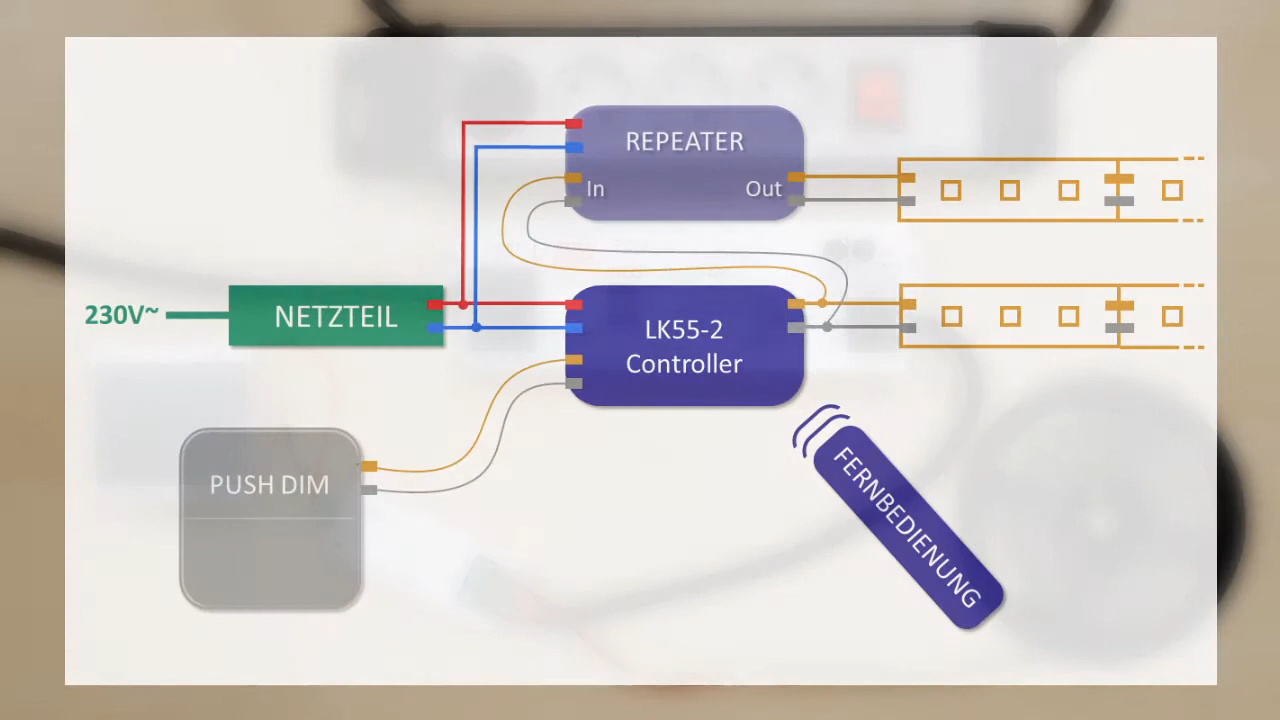 REPEATER
In
Out
230V~
NETZTEIL
LK55-2
Controller
PUSH DIM
FERNBEDIENUNG